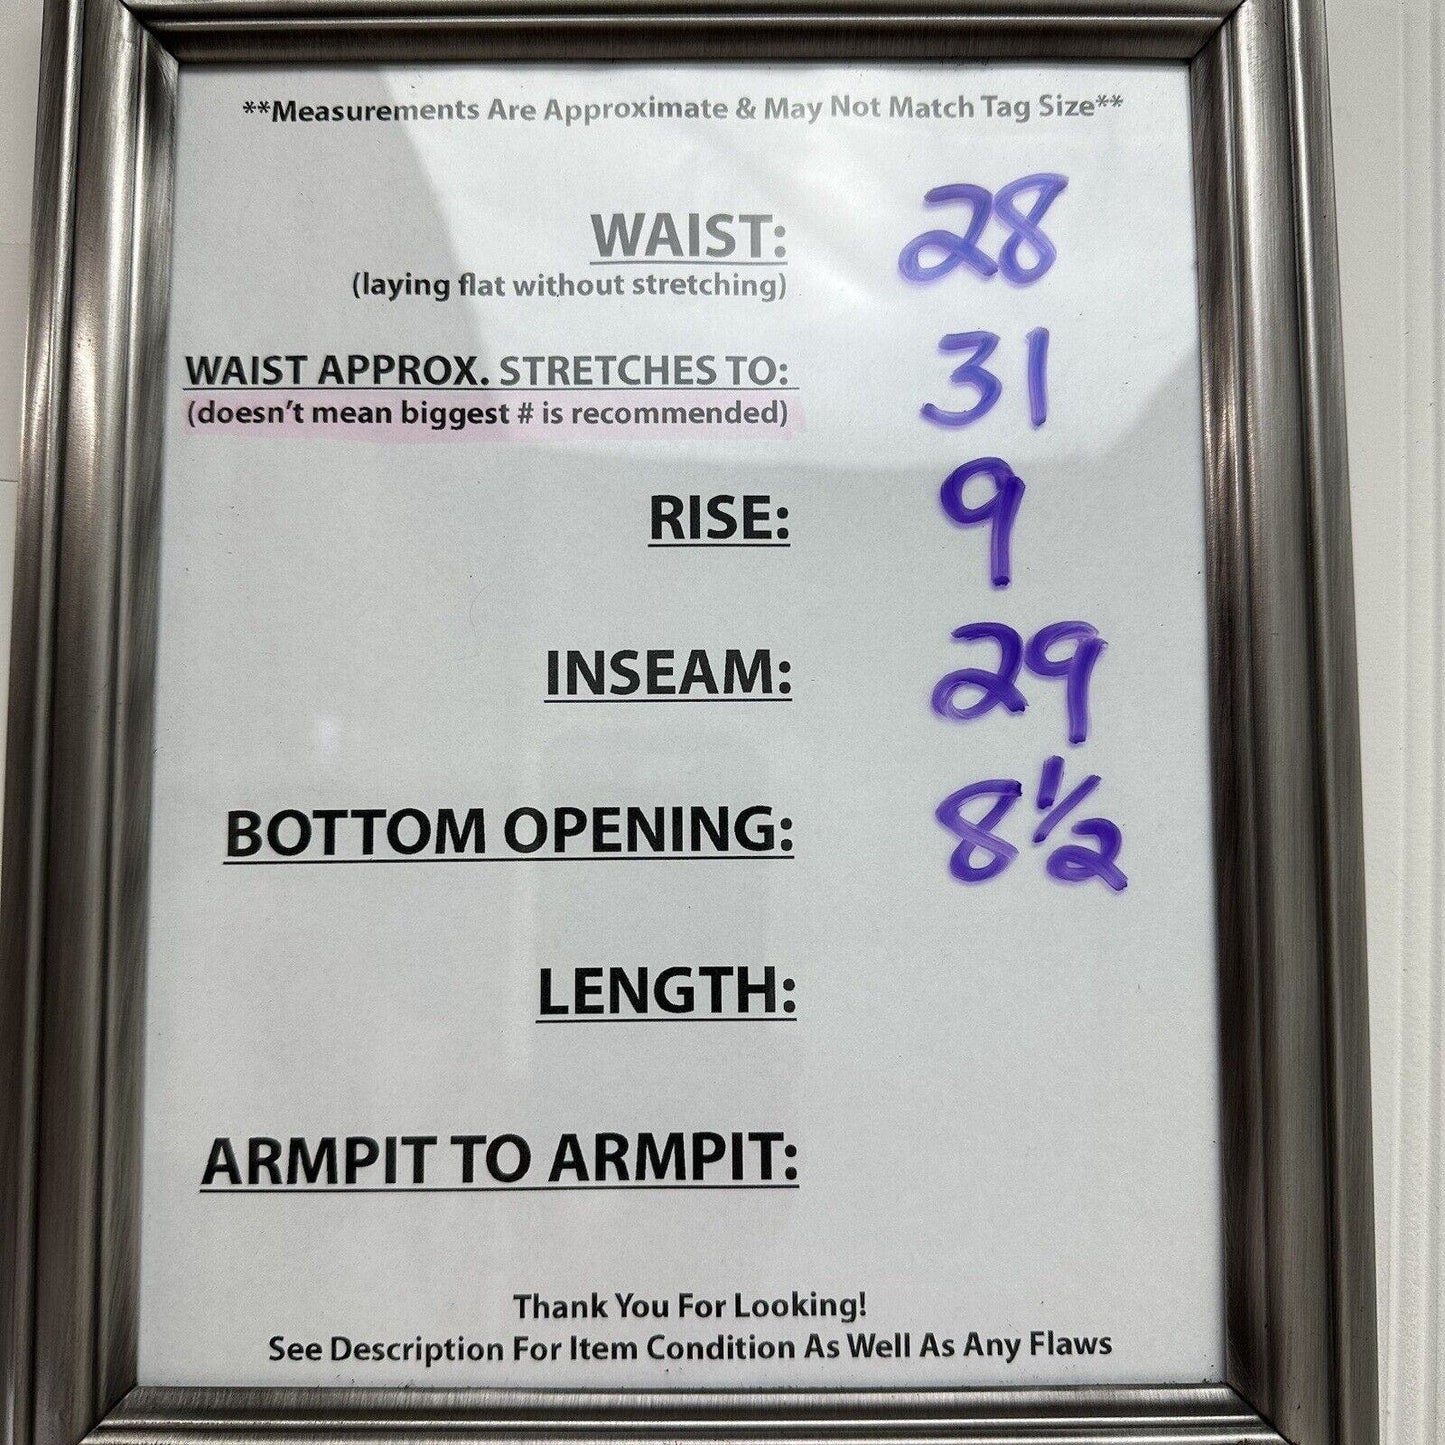 **Measurements Are Approximate & May Not Match Tag Size**
WAIST: 28
(laying flat without stretching)
WAIST APPROX. STRETCHES TO: 31
(doesn't mean biggest # is recommended)
RISE: 9
INSEAM: 29
BOTTOM OPENING: 8 1/2
LENGTH:
ARMPIT TO ARMPIT:
Thank You For Looking!
See Description For Item Condition As Well As Any Flaws